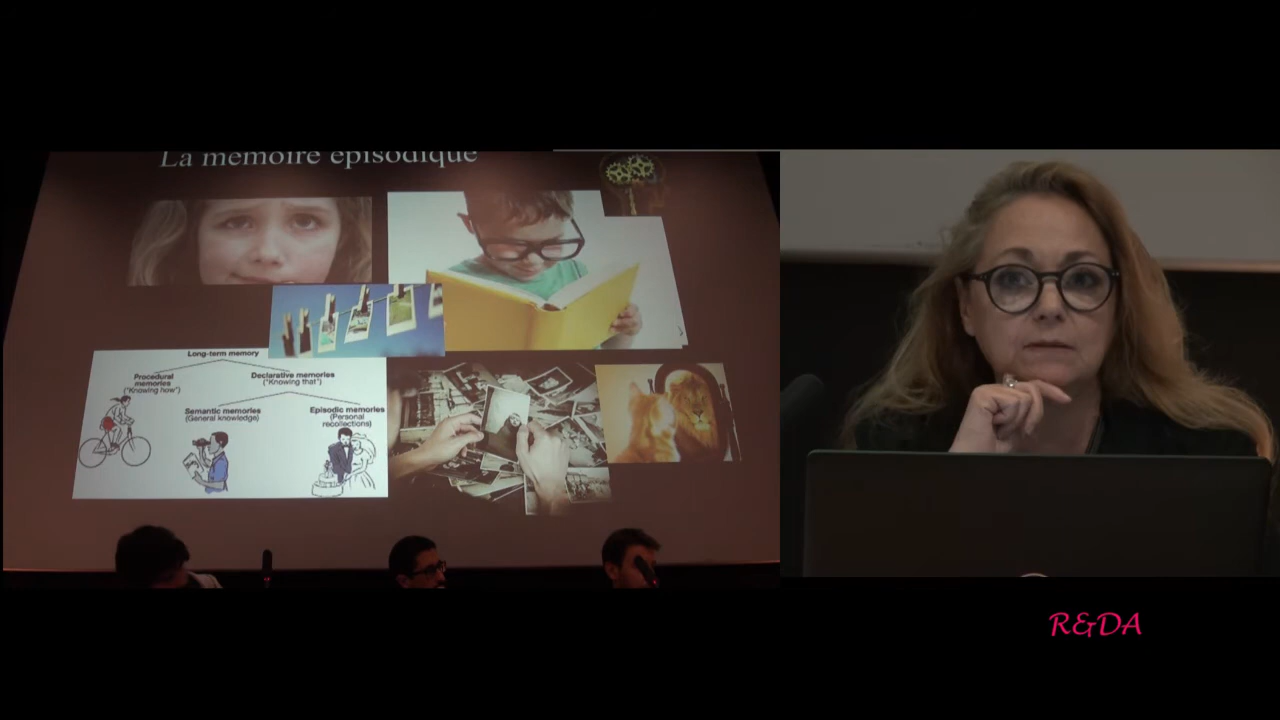 La mémoire épisodique
Long-term memory
Procedural
memories
("Knowing how")
Declarative memories
("Knowing that")
Semantic memories
(General knowledge)
Episodic memories
(Personal
recollections)
R&DA